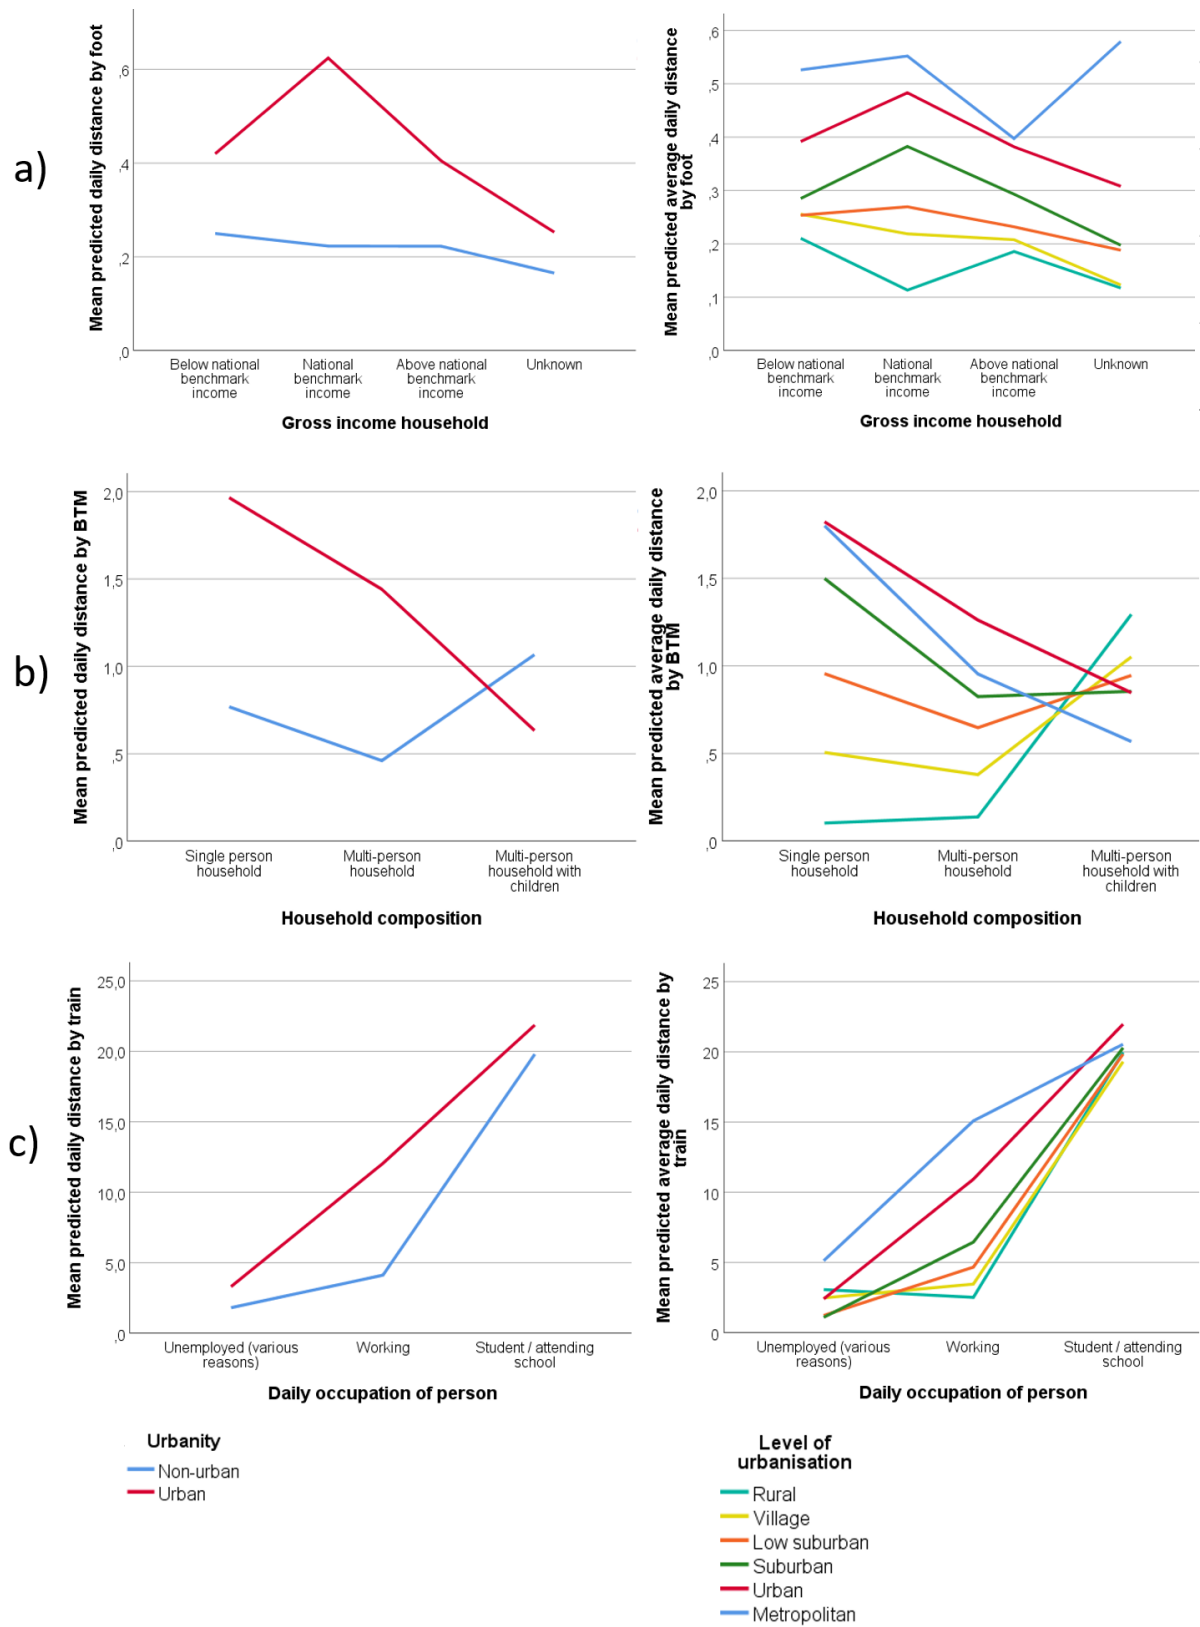 a)
Mean predicted daily distance by foot
,6
,4
,2
,0
Below national
benchmark
income
National
benchmark
income
Above national
benchmark
income
Unknown
Gross income household
Mean predicted average daily distance
by foot
,6
,5
,4
,3
,2
,1
,0
Below national
benchmark
income
National
benchmark
income
Above national
benchmark
income
Unknown
Gross income household
b)
Mean predicted daily distance by BTM
2,0
1,5
1,0
,5
,0
Single person
household
Multi-person
household
Multi-person
household with
children
Household composition
Mean predicted average daily distance
by BTM
2,0
1,5
1,0
,5
,0
Single person
household
Multi-person
household
Multi-person
household with
children
Household composition
c)
Mean predicted daily distance by train
25,0
20,0
15,0
10,0
5,0
,0
Unemployed (various
reasons)
Working
Student / attending
school
Daily occupation of person
Mean predicted average daily distance by
train
25
20
15
10
5
0
Unemployed (various
reasons)
Working
Student / attending
school
Daily occupation of person
Urbanity
Non-urban
Urban
Level of
urbanisation
Rural
Village
Low suburban
Suburban
Urban
Metropolitan